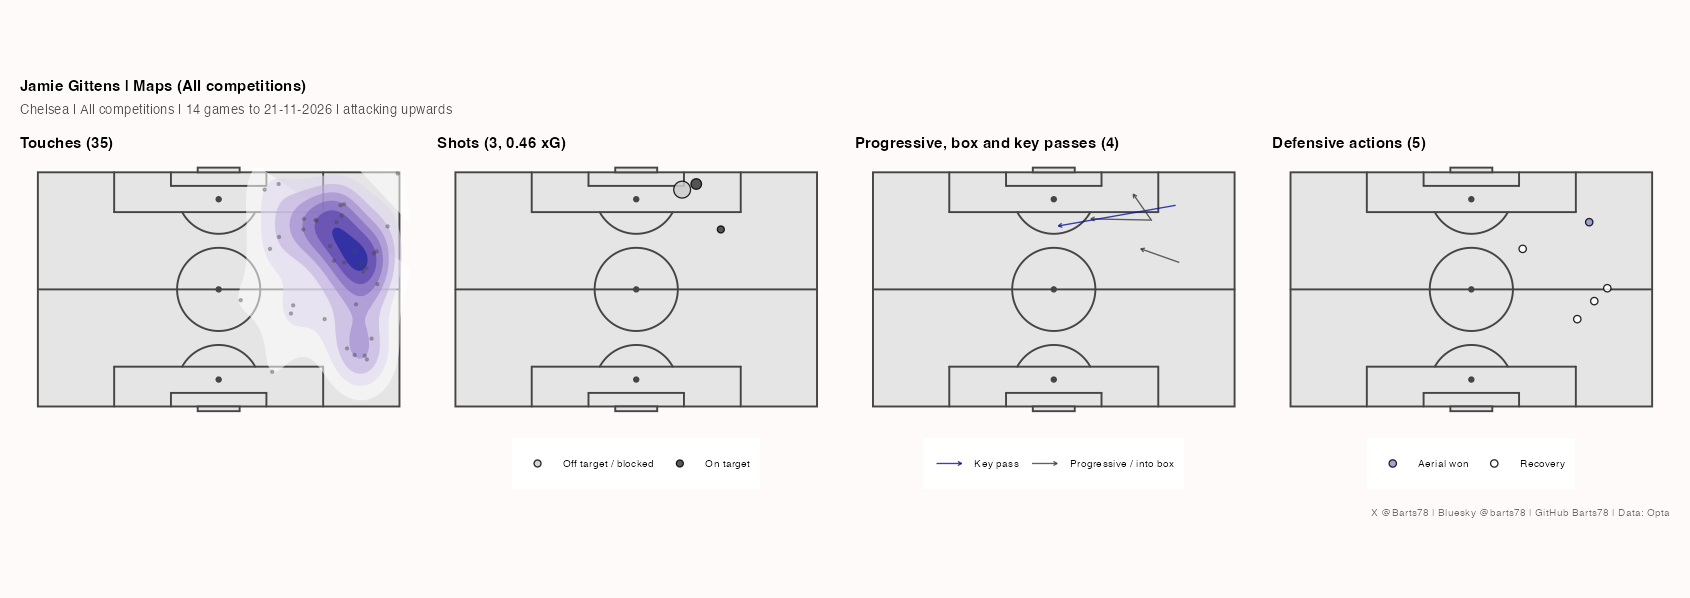 Jamie Gittens | Maps (All competitions)
Chelsea | All competitions | 14 games to 21-11-2026 | attacking upwards
Touches (35)
Shots (3, 0.46 xG)
Progressive, box and key passes (4)
Defensive actions (5)
Off target / blocked
On target
Key pass
Progressive / into box
Aerial won
Recovery
X @Barts78 | Bluesky @barts78 | GitHub Barts78 | Data: Opta